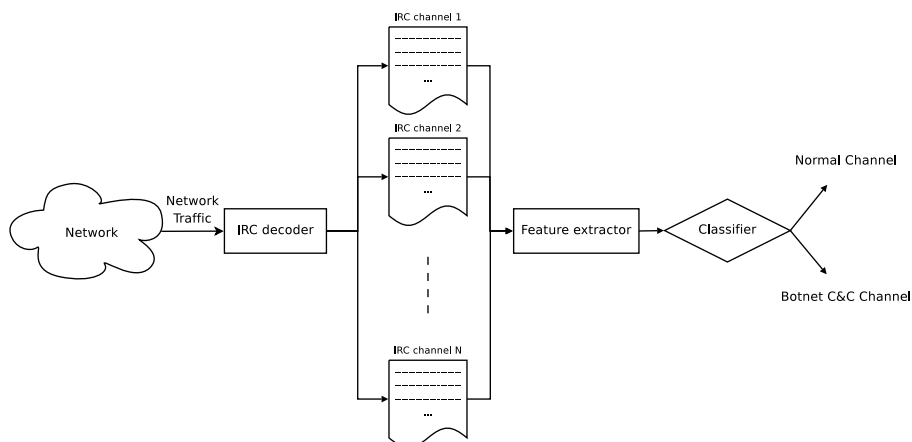 IRC channel 1
...
IRC channel 2
...
Normal Channel
Network
Traffic
Network
IRC decoder
Feature extractor
Classifier
Botnet C&C Channel
IRC channel N
...